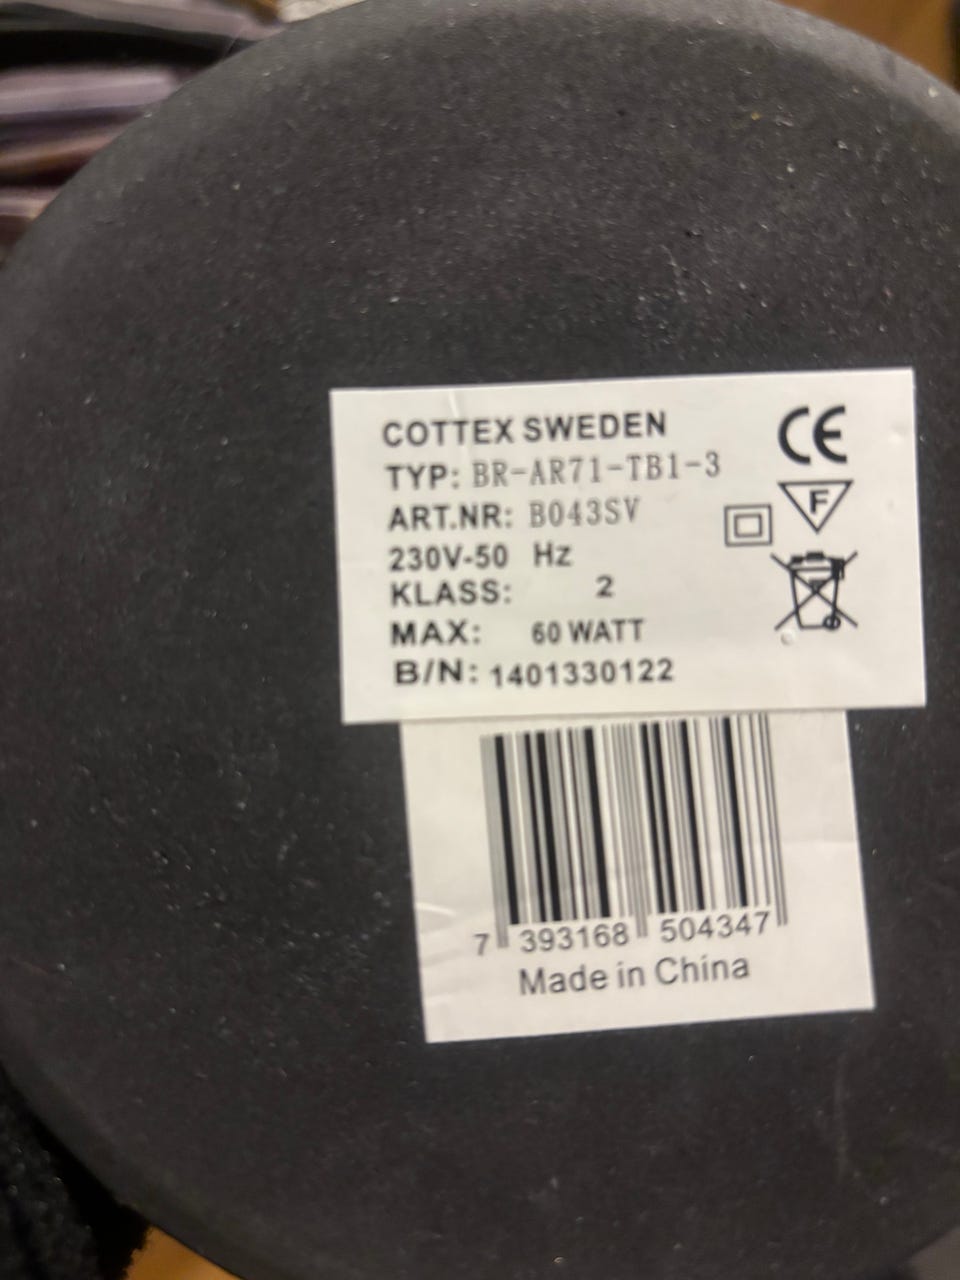 COTTEX SWEDEN
TYP: BR-AR71-TB1-3
ART.NR: B043SV
230V-50 Hz
KLASS: 2
MAX: 60 WATT
B/N: 1401330122
CE
F
7 393168 504347
Made in China